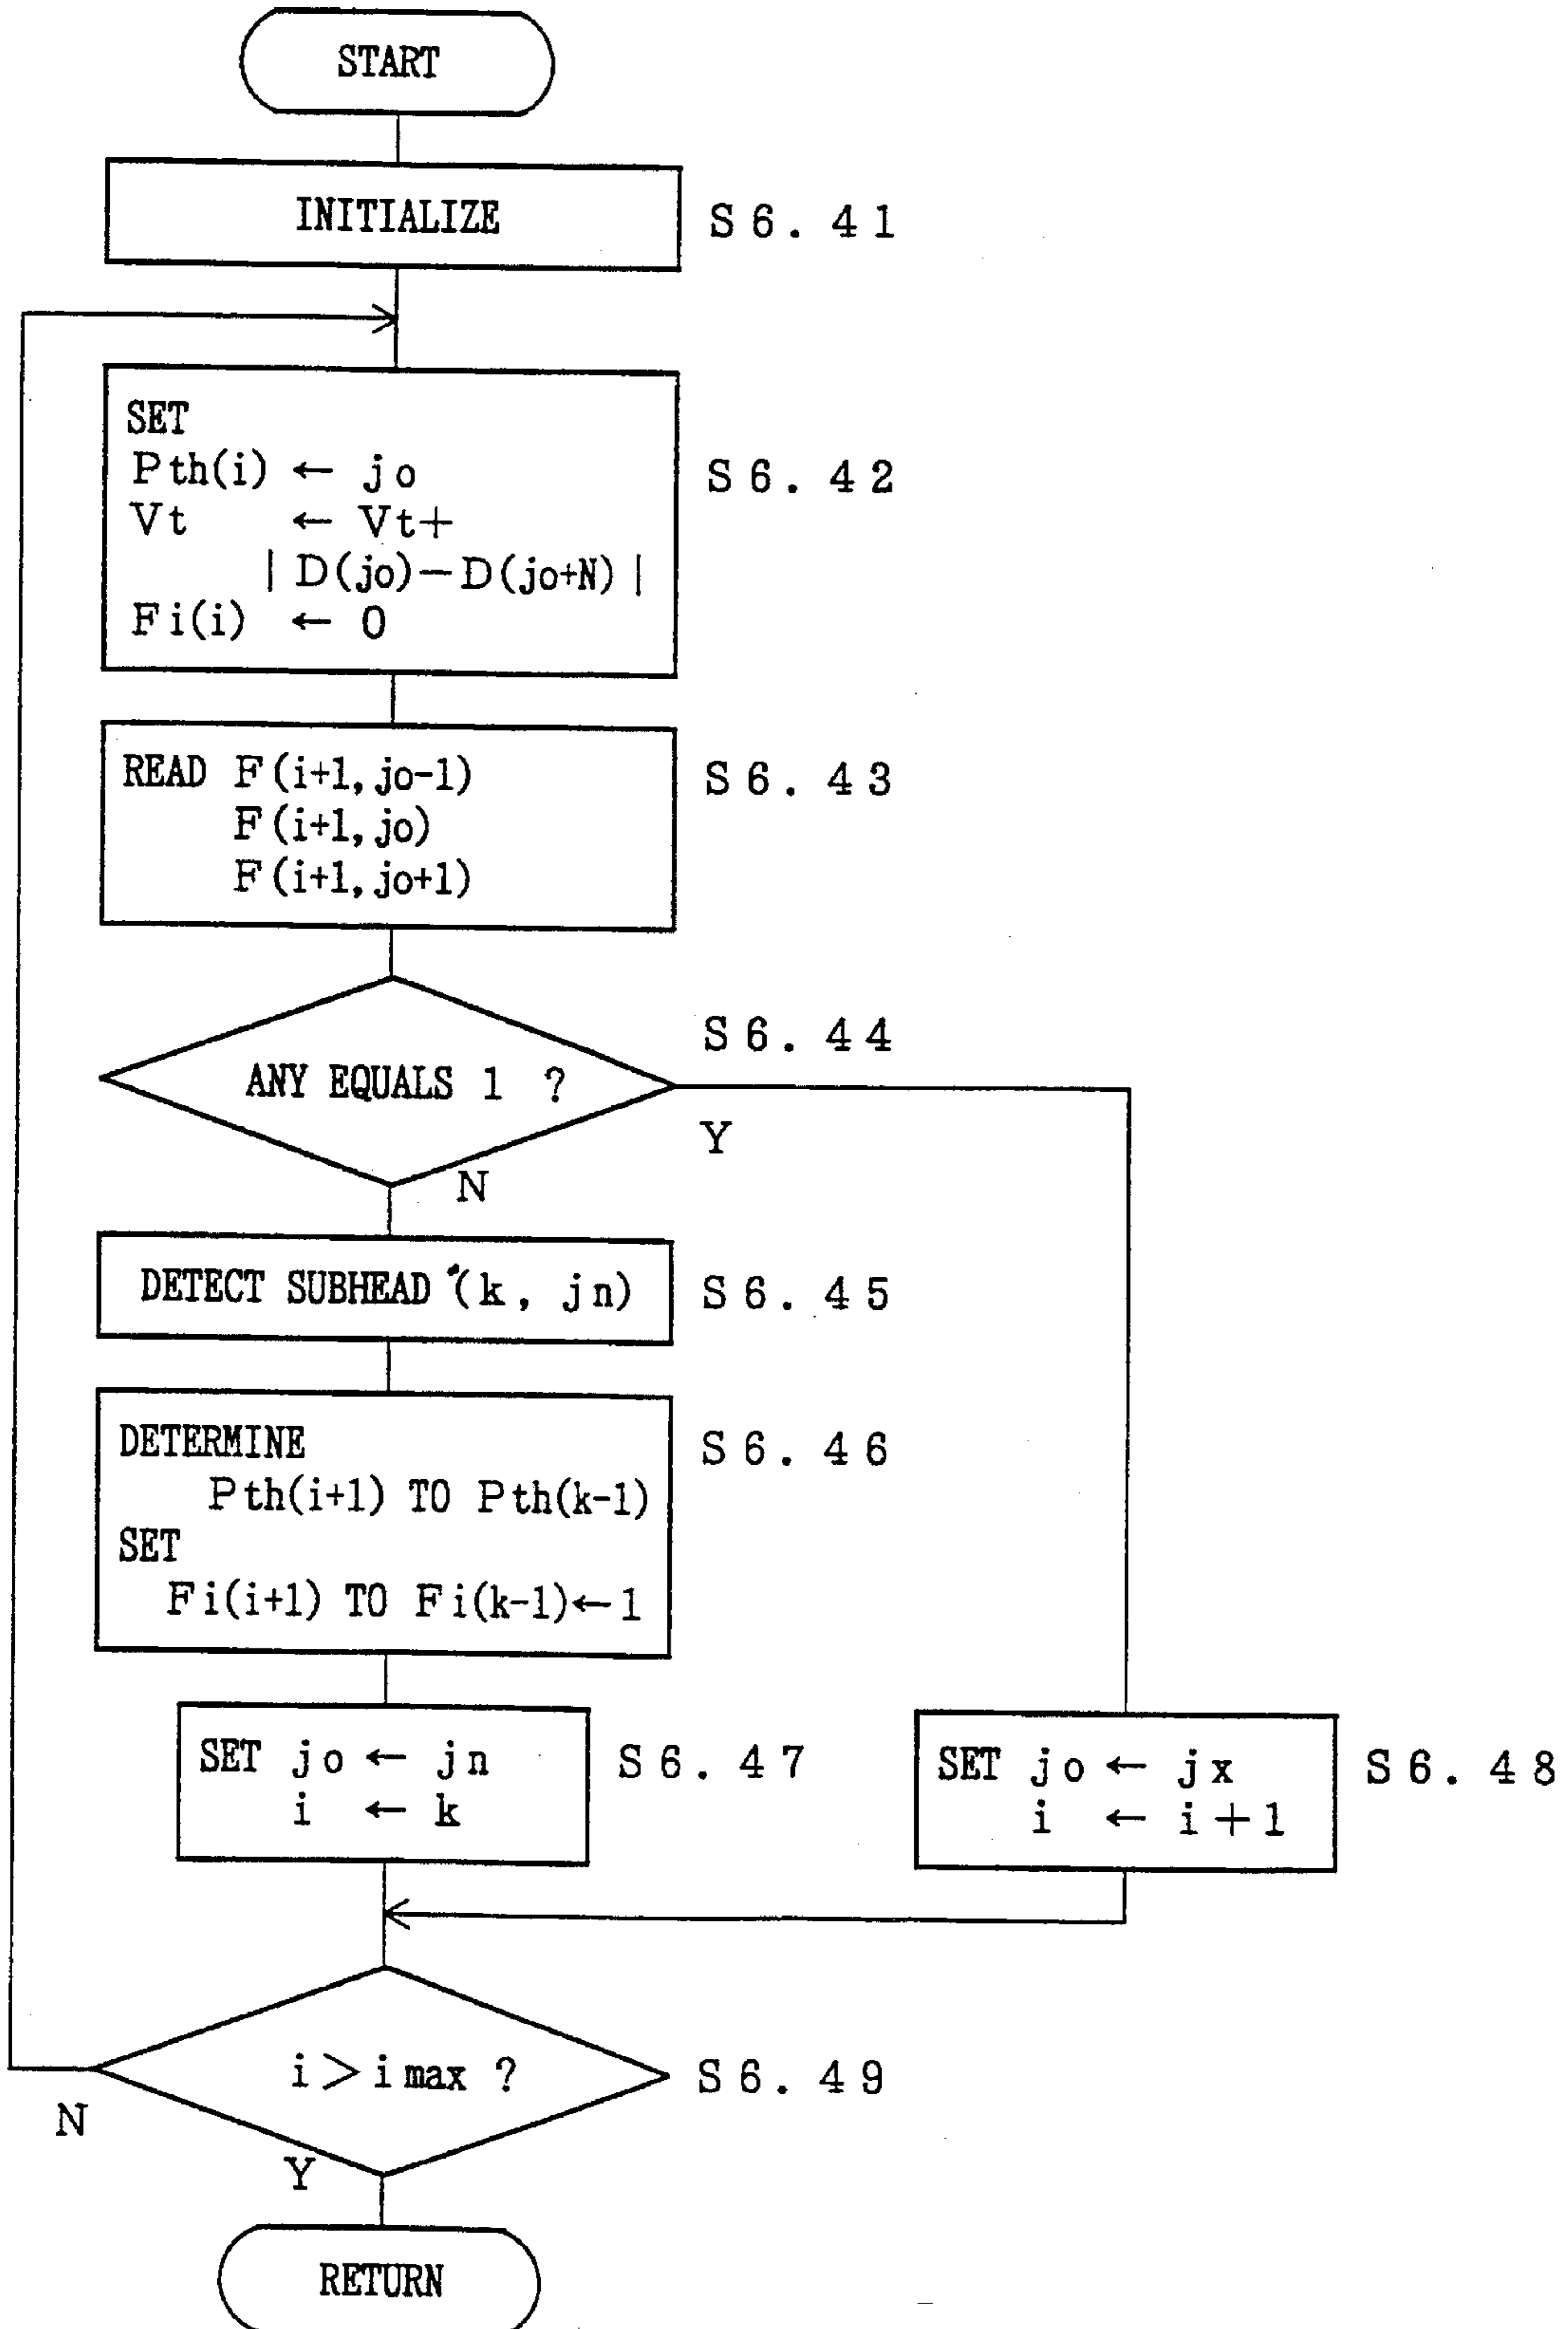 START
INITIALIZE
S6.41
SET
Pth(i) ← jo
Vt ← Vt+
| D(jo)－D(jo+N) |
Fi(i) ← 0
S6.42
READ F(i+1,jo-1)
F(i+1,jo)
F(i+1,jo+1)
S6.43
ANY EQUALS 1 ?
S6.44
Y
N
DETECT SUBHEAD (k, jn)
S6.45
DETERMINE
Pth(i+1) TO Pth(k-1)
SET
Fi(i+1) TO Fi(k-1)←1
S6.46
SET jo ← jn
i ← k
S6.47
SET jo ← jx
i ← i+1
S6.48
i>imax ?
S6.49
N
Y
RETURN